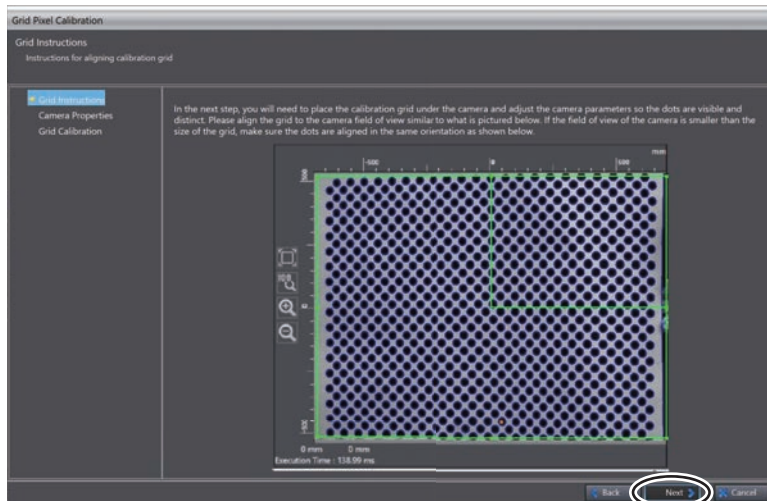 Grid Pixel Calibration
Grid Instructions
Instructions for aligning calibration grid
Grid Instructions
Camera Properties
Grid Calibration
In the next step, you will need to place the calibration grid under the camera and adjust the camera parameters so the dots are visible and
distinct. Please align the grid to the camera field of view similar to what is pictured below. If the field of view of the camera is smaller than the
size of the grid, make sure the dots are aligned in the same orientation as shown below.
mm
-500 0 500
500
0
-500
0 mm 0 mm
Execution Time : 138.99 ms
Back Next Cancel